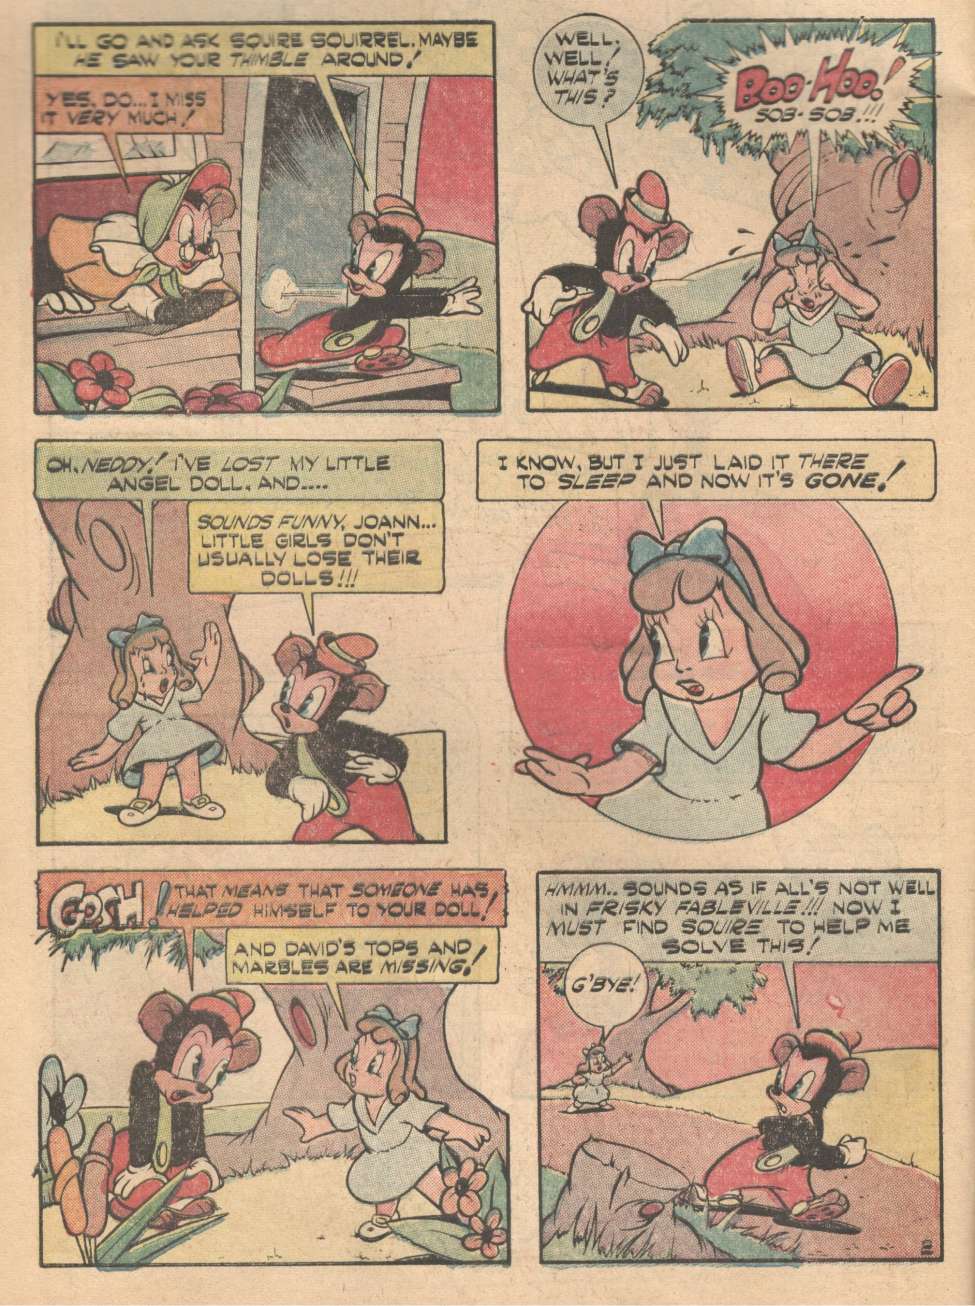 I'LL GO AND ASK SQUIRE SQUIRREL. MAYBE
HE SAW YOUR THIMBLE AROUND!
YES, DO... I MISS
IT VERY MUCH!
WELL,
WELL!
WHAT'S
THIS?
BOO-HOO!
SOB-SOB!!!
OH, NEDDY! I'VE LOST MY LITTLE
ANGEL DOLL, AND....
SOUNDS FUNNY, JOANN...
LITTLE GIRLS DON'T
USUALLY LOSE THEIR
DOLLS!!!
I KNOW, BUT I JUST LAID IT THERE
TO SLEEP AND NOW IT'S GONE!
GOSH! THAT MEANS THAT SOMEONE HAS
HELPED HIMSELF TO YOUR DOLL!
AND DAVID'S TOPS AND
MARBLES ARE MISSING!
HMMM.. SOUNDS AS IF ALL'S NOT WELL
IN FRISKY FABLEVILLE!!! NOW I
MUST FIND SQUIRE TO HELP ME
SOLVE THIS!
G'BYE!
2